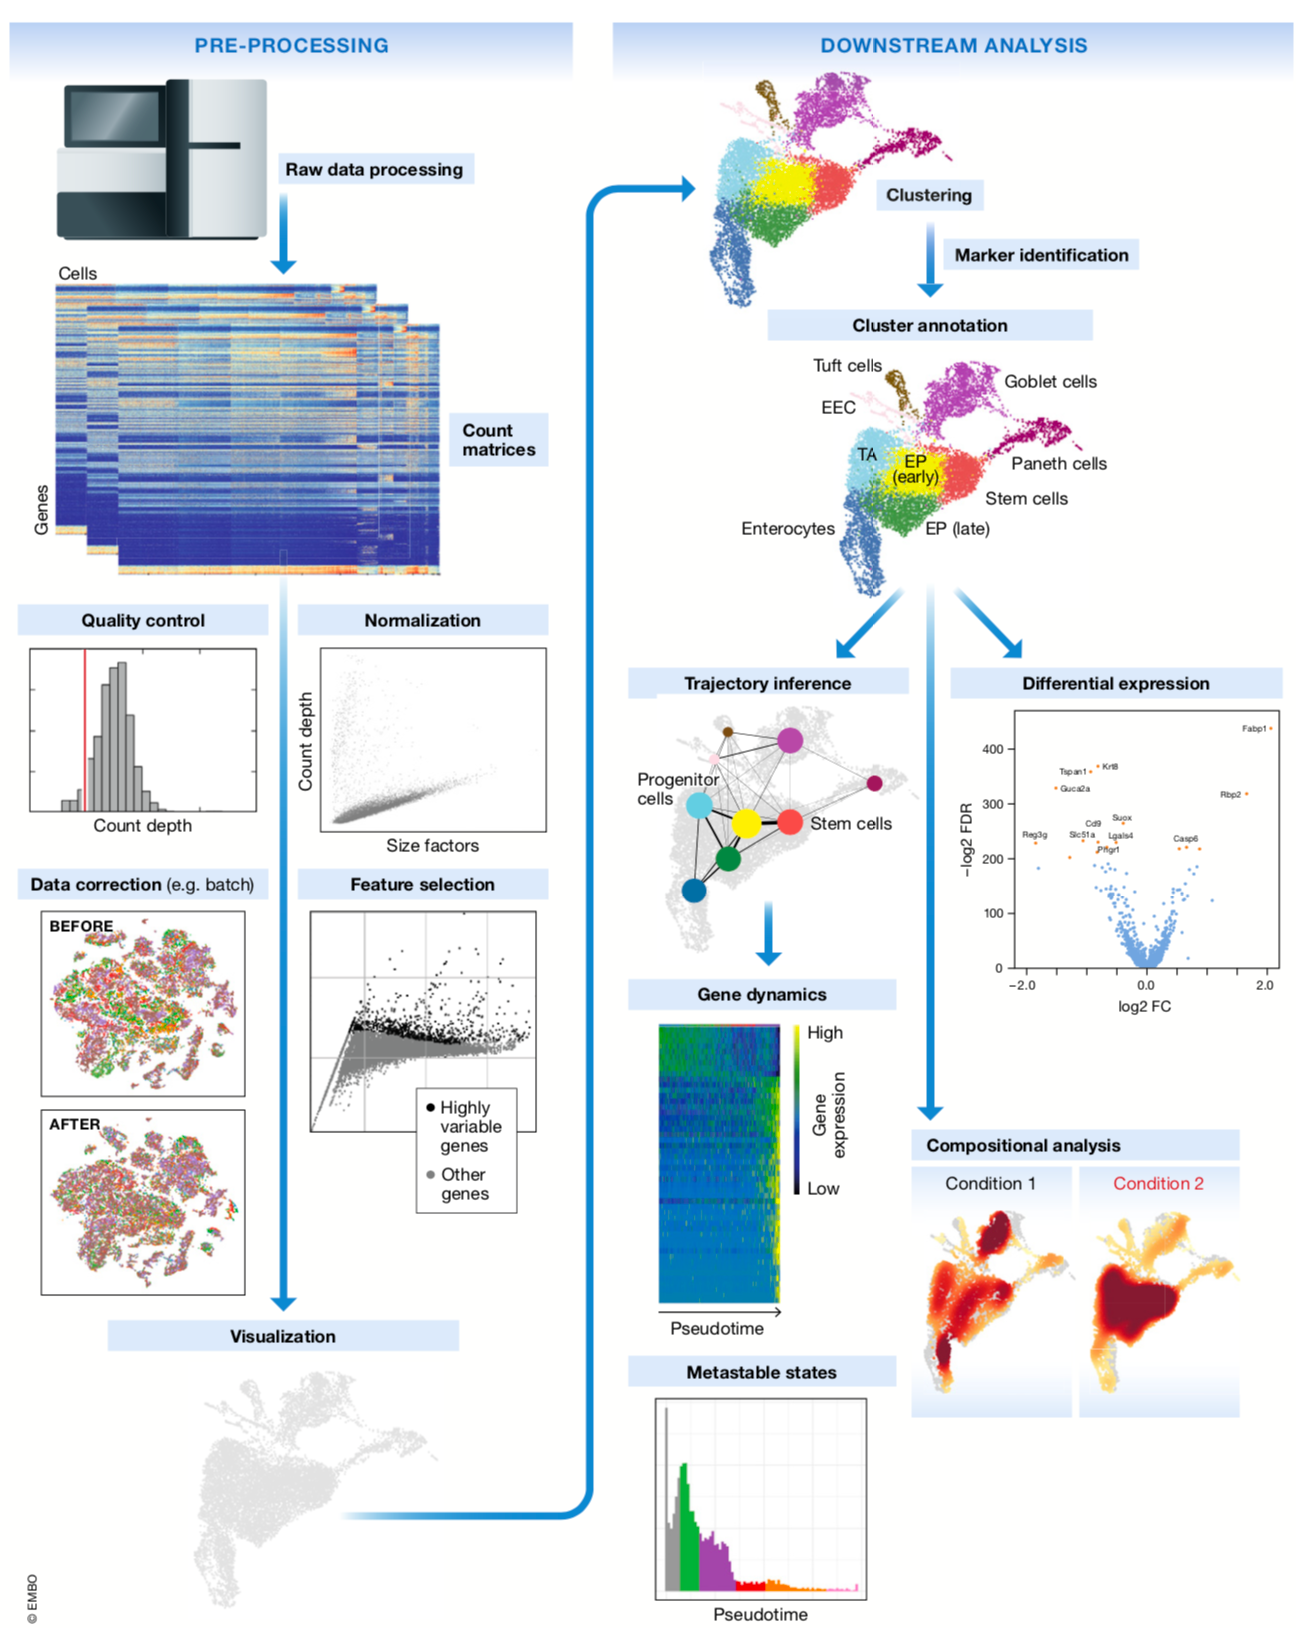 PRE-PROCESSING
Raw data processing
Cells
Genes
Count
matrices
Quality control
Count depth
Normalization
Count depth
Size factors
Data correction (e.g. batch)
BEFORE
AFTER
Feature selection
Highly
variable
genes
Other
genes
Visualization
© EMBO
DOWNSTREAM ANALYSIS
Clustering
Marker identification
Cluster annotation
Tuft cells
Goblet cells
EEC
TA
EP
(early)
Paneth cells
Stem cells
Enterocytes
EP (late)
Trajectory inference
Progenitor
cells
Stem cells
Differential expression
Fabp1
400
Tspan1
Krt8
Guca2a
Rbp2
300
Suox
Cd9
Reg3g
Slc51a
Lgals4
Casp6
200
100
0
−log2 FDR
−2.0
0.0
2.0
log2 FC
Gene dynamics
High
Gene
expression
Low
Pseudotime
Metastable states
Pseudotime
Compositional analysis
Condition 1
Condition 2